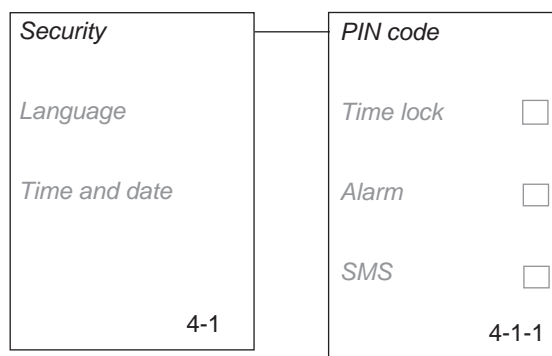 Security
Language
Time and date
4-1
PIN code
Time lock
Alarm
SMS
4-1-1